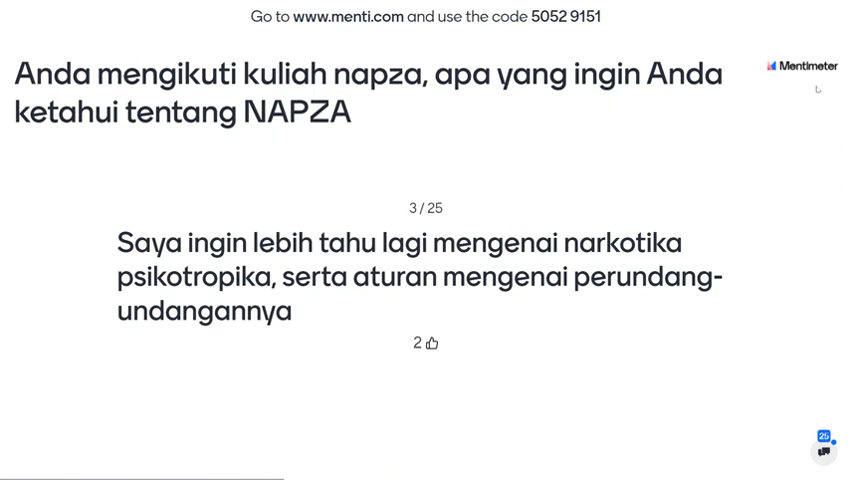 Go to www.menti.com and use the code 5052 9151
Anda mengikuti kuliah napza, apa yang ingin Anda
ketahui tentang NAPZA
Mentimeter
3 / 25
Saya ingin lebih tahu lagi mengenai narkotika
psikotropika, serta aturan mengenai perundang-
undangannya
2
25